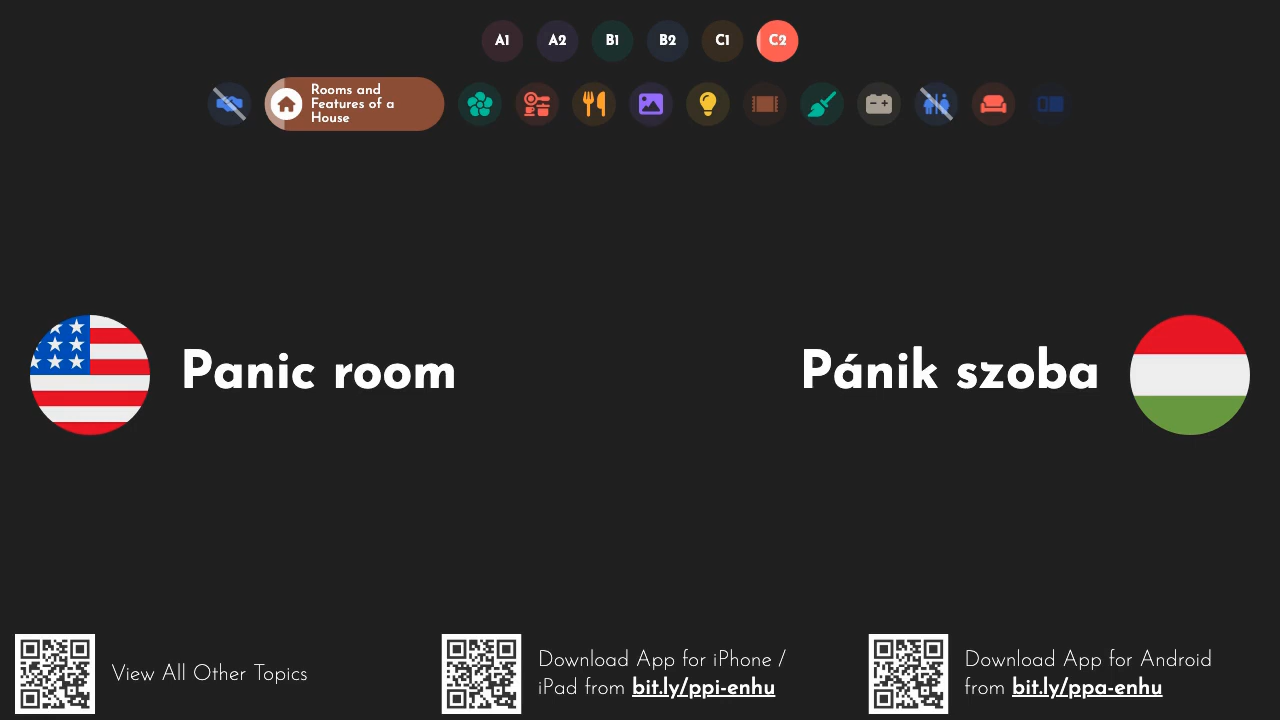 A1 A2 B1 B2 C1 C2
Rooms and
Features of a
House
Panic room
Pánik szoba
View All Other Topics
Download App for iPhone /
iPad from bit.ly/ppi-enhu
Download App for Android
from bit.ly/ppa-enhu